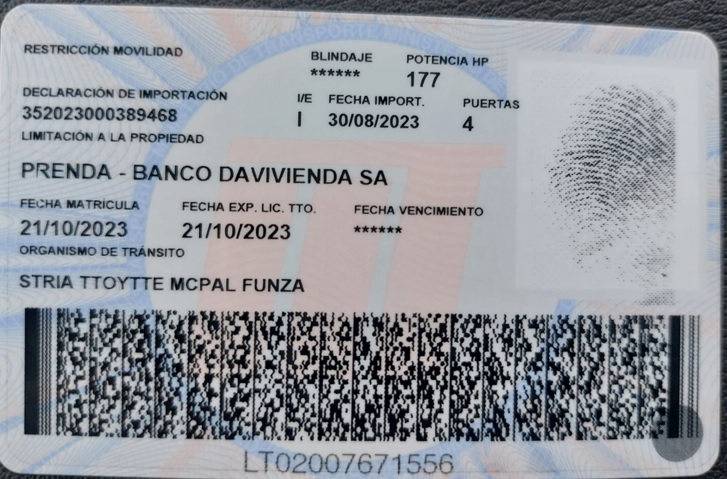 RESTRICCIÓN MOVILIDAD
BLINDAJE POTENCIA HP
****** 177
DECLARACIÓN DE IMPORTACIÓN I/E FECHA IMPORT. PUERTAS
352023000389468 I 30/08/2023 4
LIMITACIÓN A LA PROPIEDAD
PRENDA - BANCO DAVIVIENDA SA
FECHA MATRÍCULA FECHA EXP. LIC. TTO. FECHA VENCIMIENTO
21/10/2023 21/10/2023 ******
ORGANISMO DE TRÁNSITO
STRIA TTOYTTE MCPAL FUNZA
LT02007671556